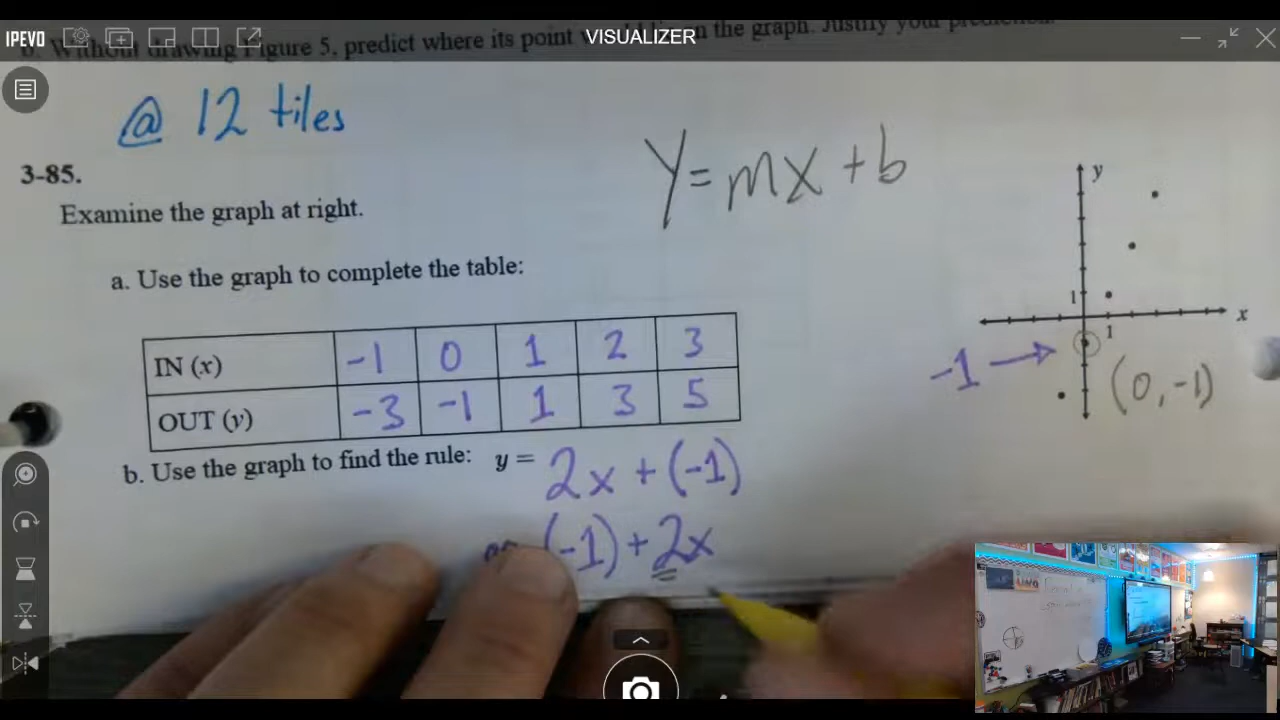 IPEVO
VISUALIZER
b. Without drawing Figure 5, predict where its point would be on the graph. Justify your prediction.
@ 12 tiles
3-85.
Examine the graph at right.
y = mx + b
a. Use the graph to complete the table:
IN (x) -1 0 1 2 3
OUT (y) -3 -1 1 3 5
b. Use the graph to find the rule: y = 2x + (-1)
or (-1) + 2x
y
1
x
1
-1
(0, -1)